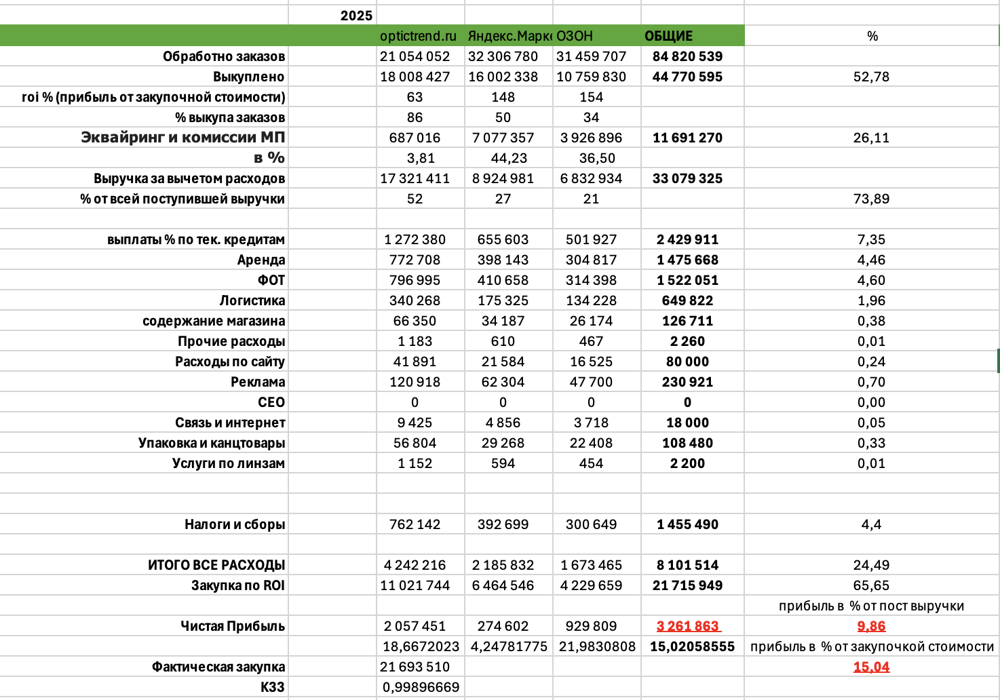 2025
optictrend.ru Яндекс.Марке ОЗОН ОБЩИЕ %
Обработно заказов 21 054 052 32 306 780 31 459 707 84 820 539
Выкуплено 18 008 427 16 002 338 10 759 830 44 770 595 52,78
roi % (прибыль от закупочной стоимости) 63 148 154
% выкупа заказов 86 50 34
Эквайринг и комиссии МП 687 016 7 077 357 3 926 896 11 691 270 26,11
в % 3,81 44,23 36,50
Выручка за вычетом расходов 17 321 411 8 924 981 6 832 934 33 079 325
% от всей поступившей выручки 52 27 21 73,89
выплаты % по тек. кредитам 1 272 380 655 603 501 927 2 429 911 7,35
Аренда 772 708 398 143 304 817 1 475 668 4,46
ФОТ 796 995 410 658 314 398 1 522 051 4,60
Логистика 340 268 175 325 134 228 649 822 1,96
содержание магазина 66 350 34 187 26 174 126 711 0,38
Прочие расходы 1 183 610 467 2 260 0,01
Расходы по сайту 41 891 21 584 16 525 80 000 0,24
Реклама 120 918 62 304 47 700 230 921 0,70
СЕО 0 0 0 0 0,00
Связь и интернет 9 425 4 856 3 718 18 000 0,05
Упаковка и канцтовары 56 804 29 268 22 408 108 480 0,33
Услуги по линзам 1 152 594 454 2 200 0,01
Налоги и сборы 762 142 392 699 300 649 1 455 490 4,4
ИТОГО ВСЕ РАСХОДЫ 4 242 216 2 185 832 1 673 465 8 101 514 24,49
Закупка по ROI 11 021 744 6 464 546 4 229 659 21 715 949 65,65
прибыль в % от пост выручки
Чистая Прибыль 2 057 451 274 602 929 809 3 261 863 9,86
18,6672023 4,24781775 21,9830808 15,02058555 прибыль в % от закупочкой стоимости
Фактическая закупка 21 693 510 15,04
КЗЗ 0,99896669